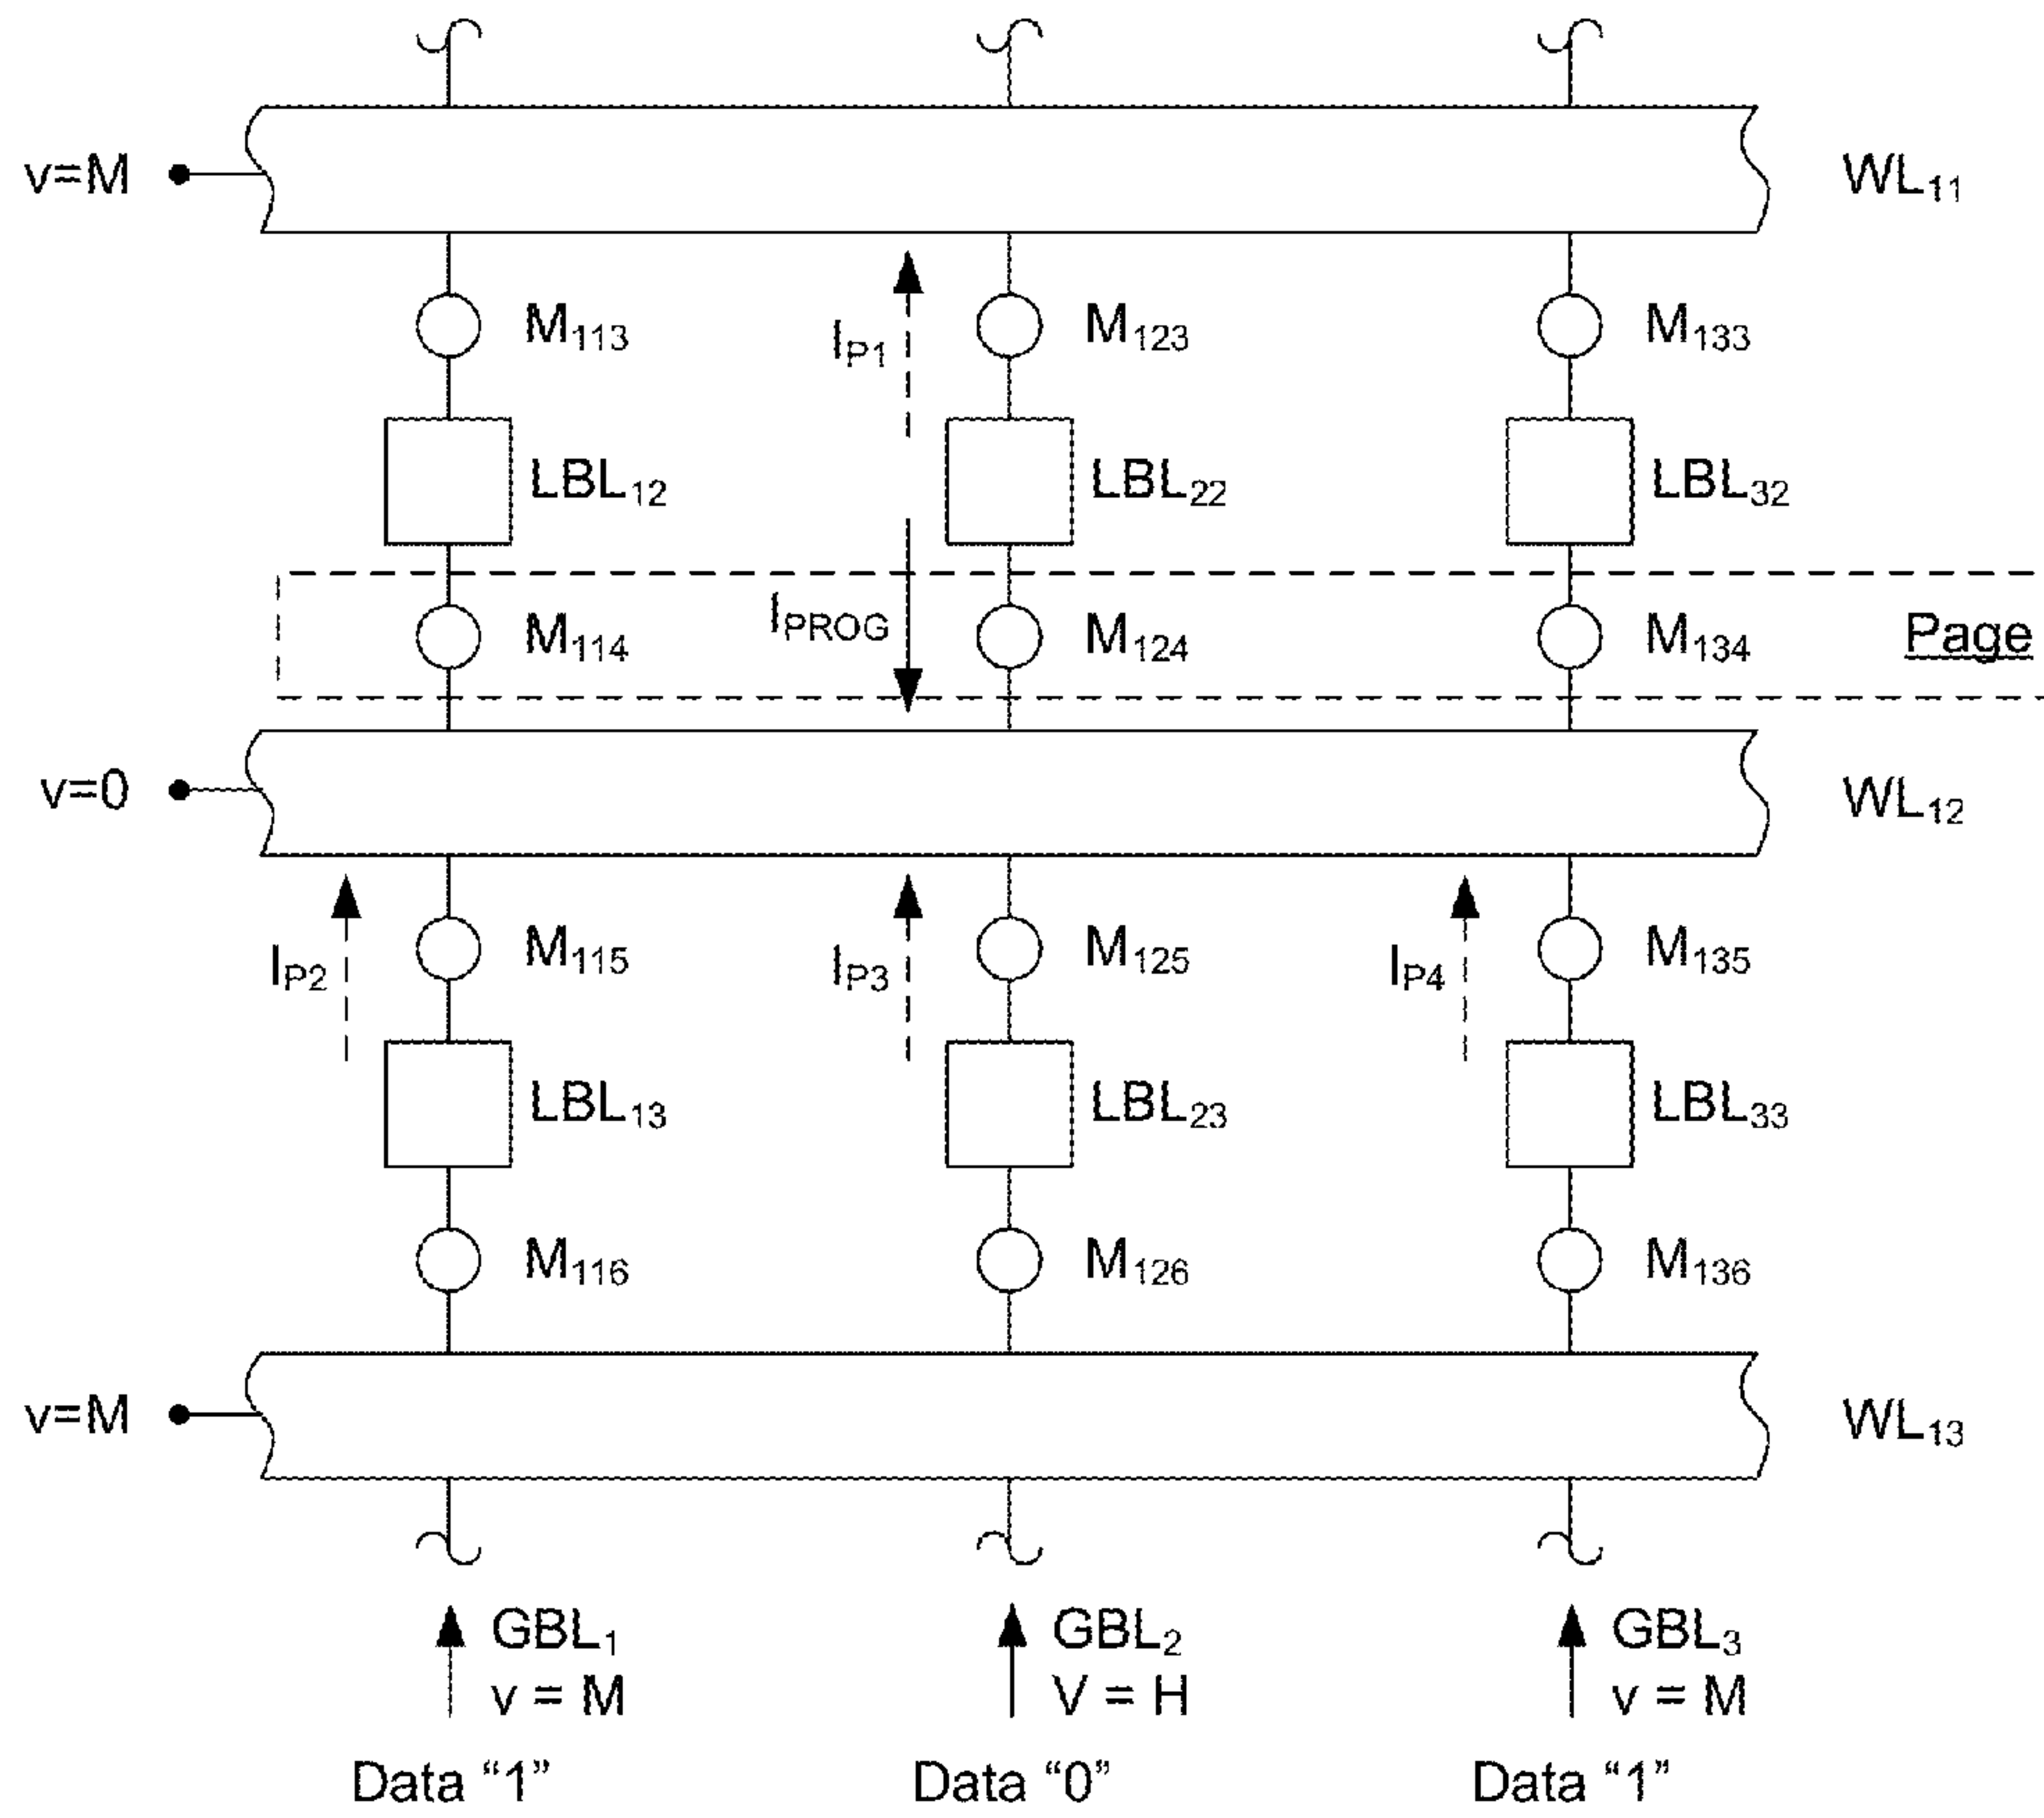 v=M WL11
M113 IP1 M123 M133
LBL12 LBL22 LBL32
M114 IPROG M124 M134 Page
v=0 WL12
IP2 M115 IP3 M125 IP4 M135
LBL13 LBL23 LBL33
M116 M126 M136
v=M WL13
GBL1 GBL2 GBL3
v = M V = H v = M
Data “1” Data “0” Data “1”